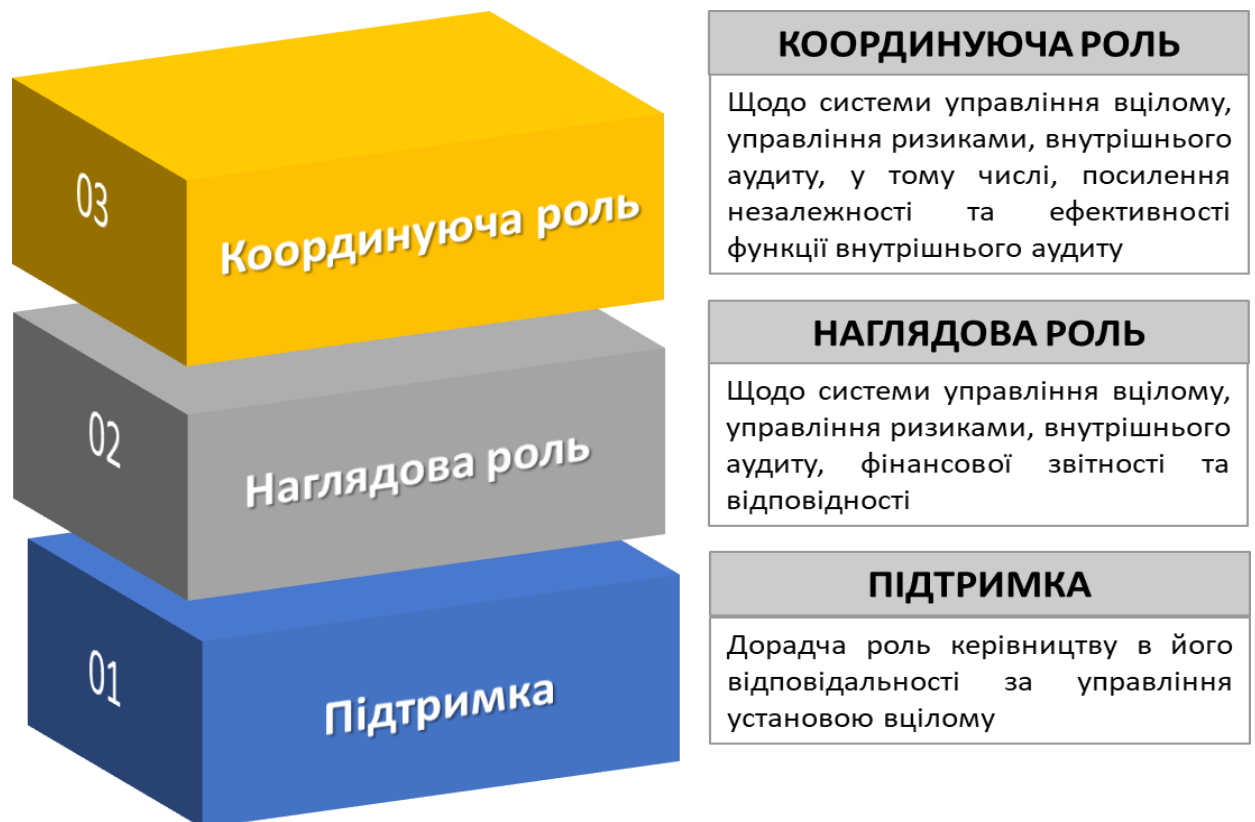 03
Координуюча роль
02
Наглядова роль
01
Підтримка
КООРДИНУЮЧА РОЛЬ
Щодо системи управління вцілому,
управління ризиками, внутрішнього
аудиту, у тому числі, посилення
незалежності та ефективності
функції внутрішнього аудиту
НАГЛЯДОВА РОЛЬ
Щодо системи управління вцілому,
управління ризиками, внутрішнього
аудиту, фінансової звітності та
відповідності
ПІДТРИМКА
Дорадча роль керівництву в його
відповідальності за управління
установою вцілому